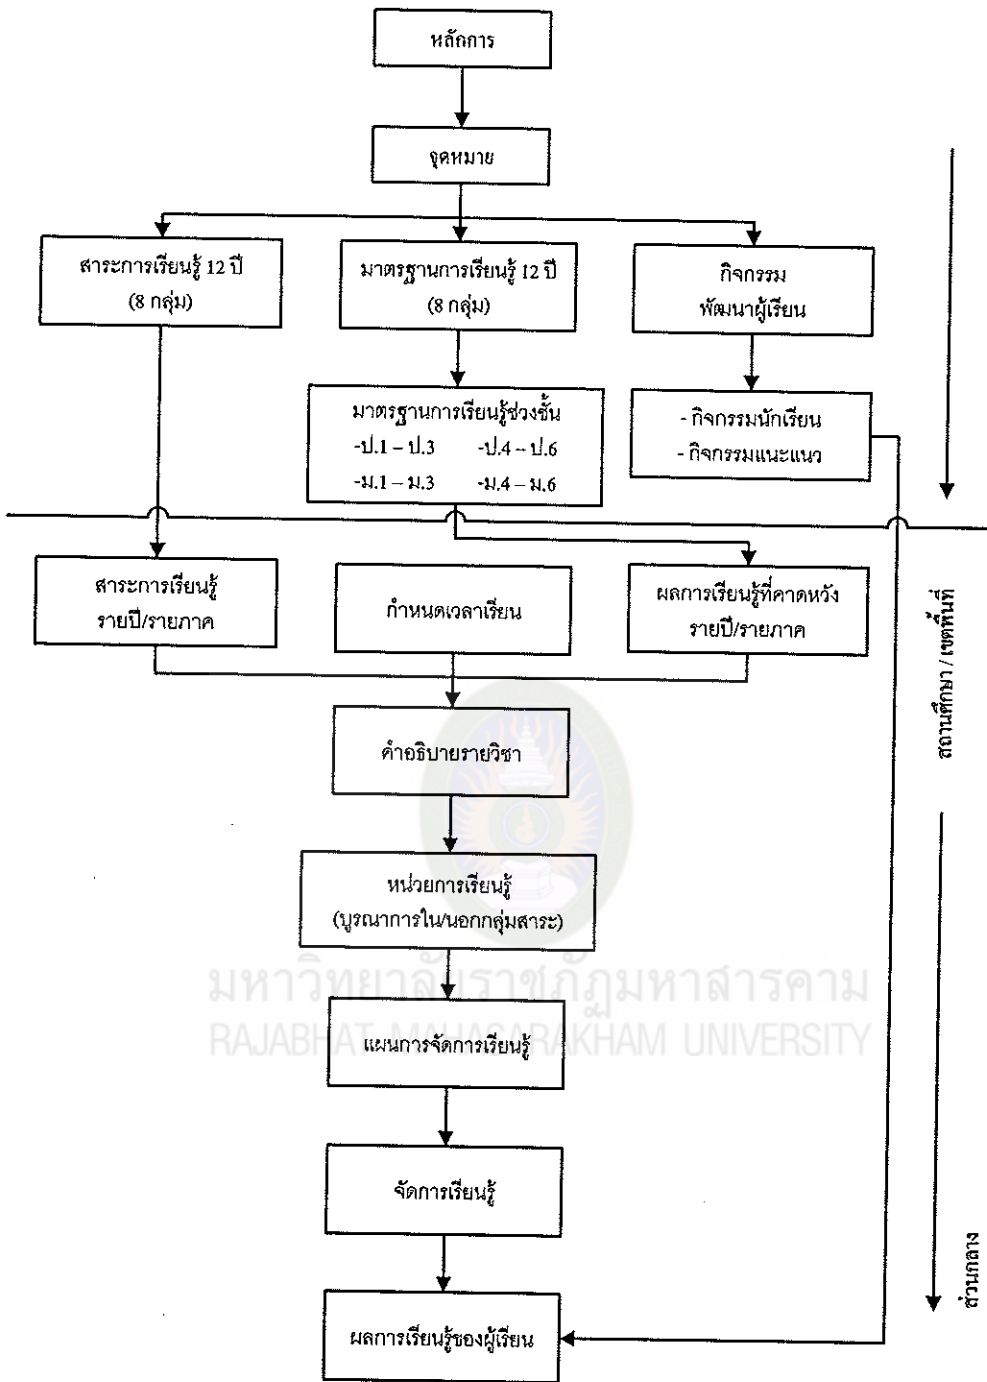 หลักการ
จุดหมาย
สาระการเรียนรู้ 12 ปี
(8 กลุ่ม)
มาตรฐานการเรียนรู้ 12 ปี
(8 กลุ่ม)
กิจกรรม
พัฒนาผู้เรียน
มาตรฐานการเรียนรู้ช่วงชั้น
-ป.1 – ป.3 -ป.4 – ป.6
-ม.1 – ม.3 -ม.4 – ม.6
- กิจกรรมนักเรียน
- กิจกรรมแนะแนว
สาระการเรียนรู้
รายปี/รายภาค
กำหนดเวลาเรียน
ผลการเรียนรู้ที่คาดหวัง
รายปี/รายภาค
สถานศึกษา / เขตพื้นที่
คำอธิบายรายวิชา
หน่วยการเรียนรู้
(บูรณาการใน/นอกกลุ่มสาระ)
มหาวิทยาลัยราชภัฏมหาสารคาม
RAJABHAT MAHASARAKHAM UNIVERSITY
แผนการจัดการเรียนรู้
จัดการเรียนรู้
ส่วนกลาง
ผลการเรียนรู้ของผู้เรียน